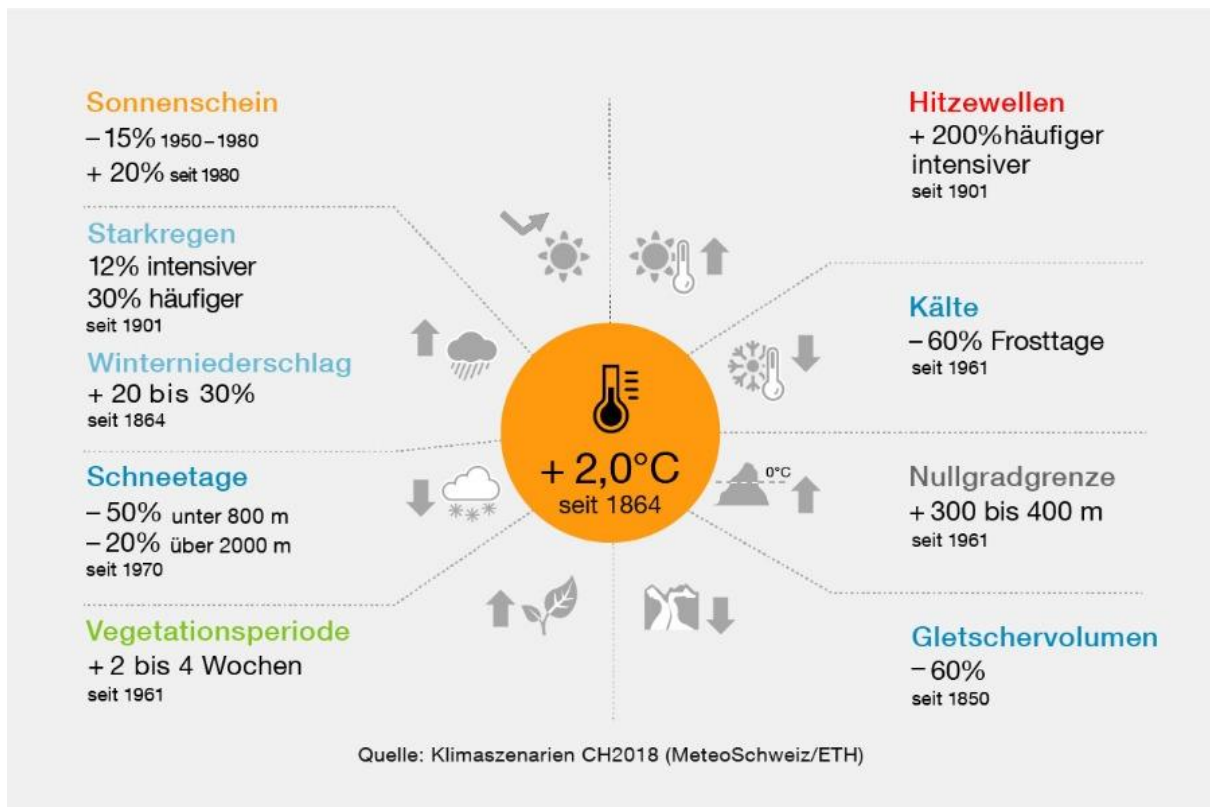 Sonnenschein
– 15% 1950 – 1980
+ 20% seit 1980
Starkregen
12% intensiver
30% häufiger
seit 1901
Winterniederschlag
+ 20 bis 30%
seit 1864
Schneetage
– 50% unter 800 m
– 20% über 2000 m
seit 1970
Vegetationsperiode
+ 2 bis 4 Wochen
seit 1961
+ 2,0°C
seit 1864
Hitzewellen
+ 200%häufiger
intensiver
seit 1901
Kälte
– 60% Frosttage
seit 1961
0°C
Nullgradgrenze
+ 300 bis 400 m
seit 1961
Gletschervolumen
– 60%
seit 1850
Quelle: Klimaszenarien CH2018 (MeteoSchweiz/ETH)